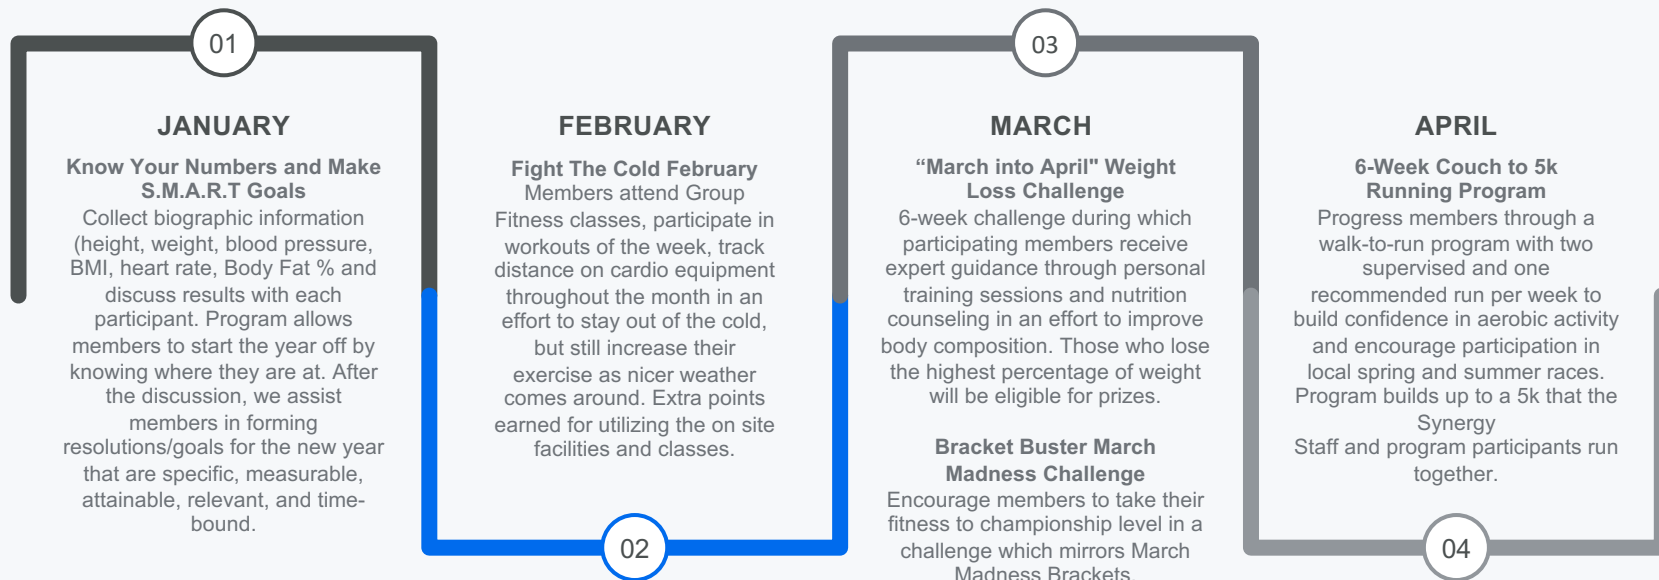 01
JANUARY
Know Your Numbers and Make
S.M.A.R.T Goals
Collect biographic information
(height, weight, blood pressure,
BMI, heart rate, Body Fat % and
discuss results with each
participant. Program allows
members to start the year off by
knowing where they are at. After
the discussion, we assist
members in forming
resolutions/goals for the new year
that are specific, measurable,
attainable, relevant, and time-
bound.
02
FEBRUARY
Fight The Cold February
Members attend Group
Fitness classes, participate in
workouts of the week, track
distance on cardio equipment
throughout the month in an
effort to stay out of the cold,
but still increase their
exercise as nicer weather
comes around. Extra points
earned for utilizing the on site
facilities and classes.
03
MARCH
“March into April" Weight
Loss Challenge
6-week challenge during which
participating members receive
expert guidance through personal
training sessions and nutrition
counseling in an effort to improve
body composition. Those who lose
the highest percentage of weight
will be eligible for prizes.
Bracket Buster March
Madness Challenge
Encourage members to take their
fitness to championship level in a
challenge which mirrors March
Madness Brackets.
04
APRIL
6-Week Couch to 5k
Running Program
Progress members through a
walk-to-run program with two
supervised and one
recommended run per week to
build confidence in aerobic activity
and encourage participation in
local spring and summer races.
Program builds up to a 5k that the
Synergy
Staff and program participants run
together.